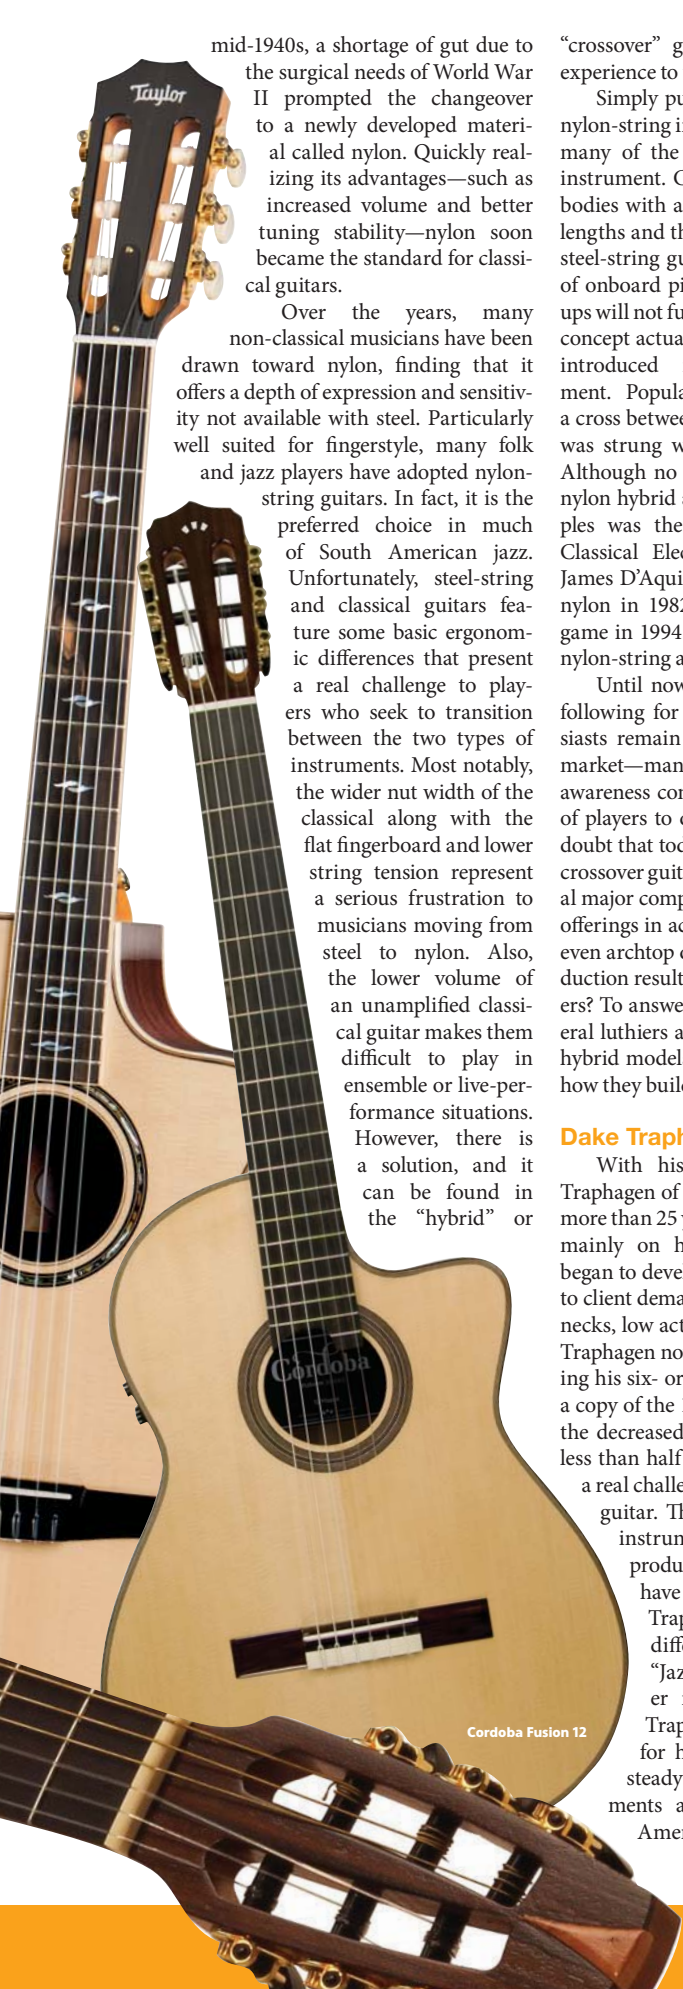 Taylor
mid-1940s, a shortage of gut due to
the surgical needs of World War
II prompted the changeover
to a newly developed materi-
al called nylon. Quickly real-
izing its advantages—such as
increased volume and better
tuning stability—nylon soon
became the standard for classi-
cal guitars.
Over the years, many
non-classical musicians have been
drawn toward nylon, finding that it
offers a depth of expression and sensitiv-
ity not available with steel. Particularly
well suited for fingerstyle, many folk
and jazz players have adopted nylon-
string guitars. In fact, it is the
preferred choice in much
of South American jazz.
Unfortunately, steel-string
and classical guitars fea-
ture some basic ergonom-
ic differences that present
a real challenge to play-
ers who seek to transition
between the two types of
instruments. Most notably,
the wider nut width of the
classical along with the
flat fingerboard and lower
string tension represent
a serious frustration to
musicians moving from
steel to nylon. Also,
the lower volume of
an unamplified classi-
cal guitar makes them
difficult to play in
ensemble or live-per-
formance situations.
However, there is
a solution, and it
can be found in
the “hybrid” or
Córdoba
Cordoba Fusion 12
“crossover” g
experience to
Simply pu
nylon-string i
many of the
instrument. C
bodies with a
lengths and th
steel-string gu
of onboard pi
ups will not fu
concept actua
introduced
ment. Popula
a cross betwee
was strung w
Although no
nylon hybrid s
ples was the
Classical Elec
James D’Aqui
nylon in 1982
game in 1994
nylon-string a
Until now
following for
siasts remain
market—man
awareness con
of players to c
doubt that tod
crossover guit
al major comp
offerings in ac
even archtop c
duction result
ers? To answe
eral luthiers a
hybrid model
how they build
Dake Traph
With his
Traphagen of
more than 25 y
mainly on h
began to devel
to client dema
necks, low act
Traphagen no
ing his six- or
a copy of the
the decreased
less than half
a real challe
guitar. Th
instrum
produ
have
Trap
diffe
“Jaz
er
Trap
for h
steady
ments a
Amer